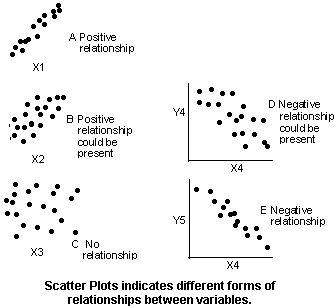 A Positive
relationship
X1
B Positive
relationship
could be
present
X2
C No
relationship
X3
Y4
D Negative
relationship
could be
present
X4
Y5
E Negative
relationship
X4
Scatter Plots indicates different forms of
relationships between variables.